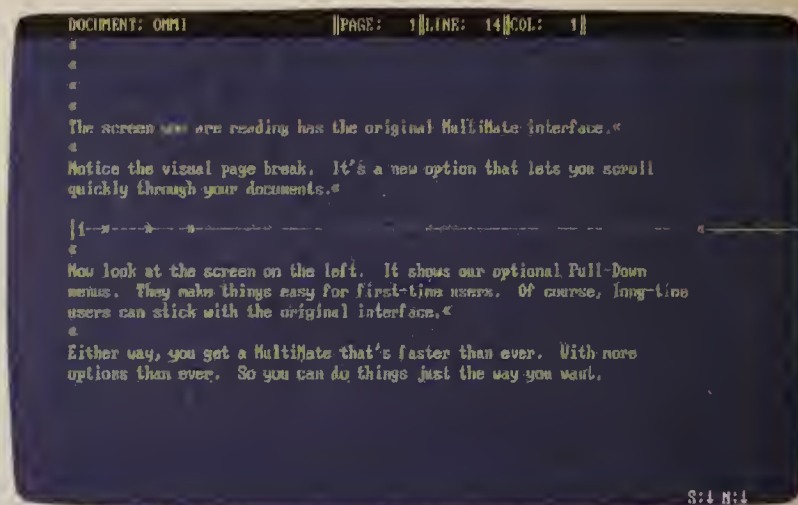 DOCUMENT: OMMI ||PAGE: 1||LINE: 14||COL: 1||
«
«
«
«
The screen you are reading has the original MultiMate interface.«
«
Notice the visual page break. It's a new option that lets you scroll
quickly through your documents.«
«
Now look at the screen on the left. It shows our optional Pull-Down
menus. They make things easy for first-time users. Of course, long-time
users can stick with the original interface.«
«
Either way, you get a MultiMate that's faster than ever. With more
options than ever. So you can do things just the way you want.
S:↓ N:↓